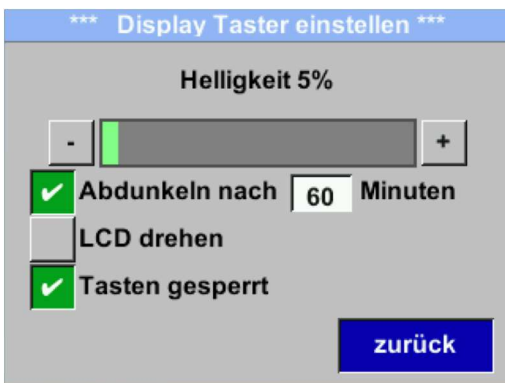 *** Display Taster einstellen ***
Helligkeit 5%
- +
Abdunkeln nach 60 Minuten
LCD drehen
Tasten gesperrt
zurück